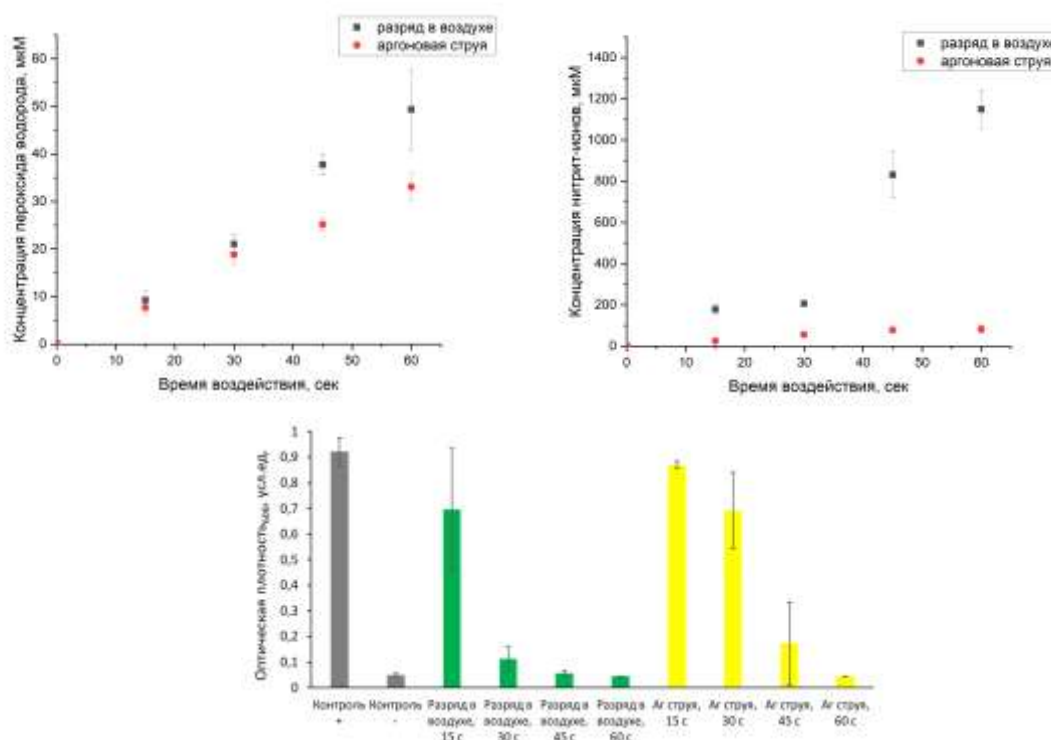 разряд в воздухе
аргоновая струя
Концентрация пероксида водорода, мкМ
60
50
40
30
20
10
0
0 10 20 30 40 50 60
Время воздействия, сек
разряд в воздухе
аргоновая струя
Концентрация нитрит-ионов, мкМ
1400
1200
1000
800
600
400
200
0
0 10 20 30 40 50 60
Время воздействия, сек
Оптическая плотность, усл.ед.
1
0,9
0,8
0,7
0,6
0,5
0,4
0,3
0,2
0,1
0
Контроль
+
Контроль
-
Разряд в
воздухе,
15 с
Разряд в
воздухе,
30 с
Разряд в
воздухе,
45 с
Разряд в
воздухе,
60 с
Ar струя,
15 с
Ar струя,
30 с
Ar струя,
45 с
Ar струя,
60 с